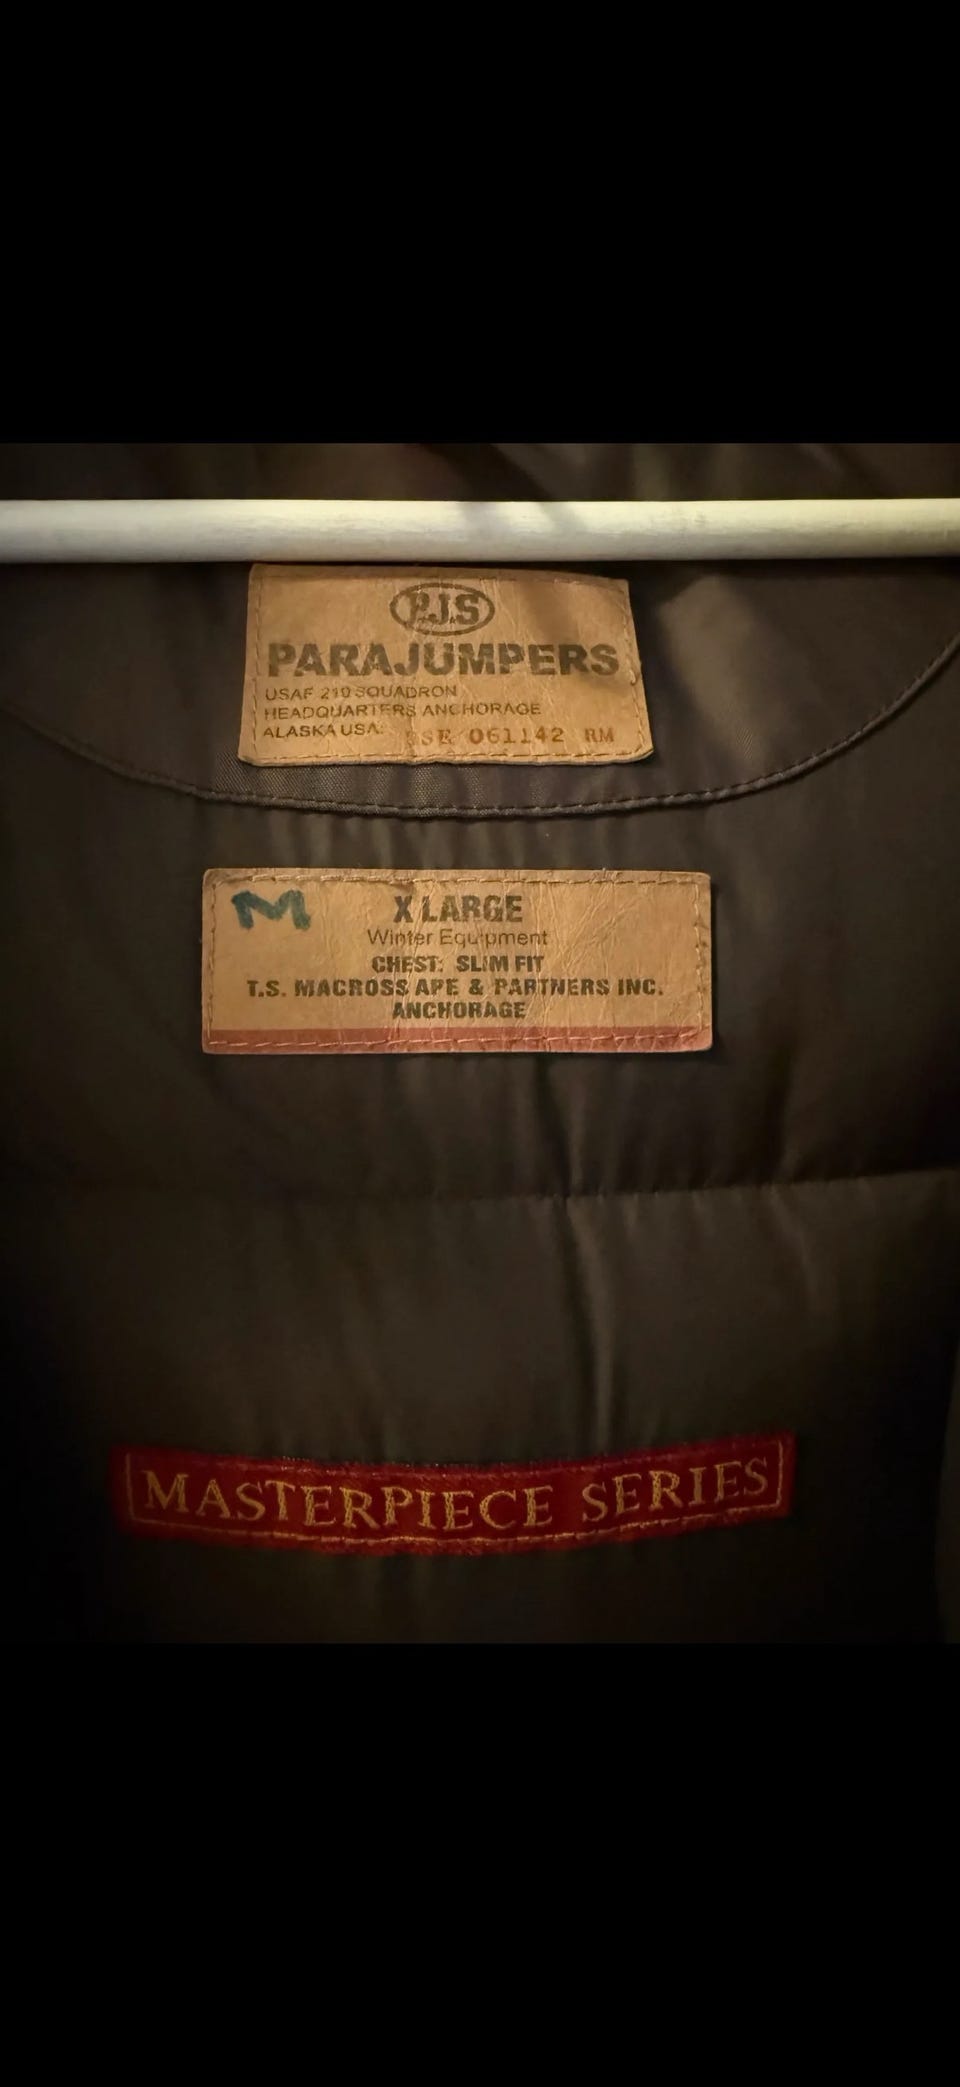 P.J.S
PARAJUMPERS
USAF 210 SQUADRON
HEADQUARTERS ANCHORAGE
ALASKA USA
061142 RM
M
X LARGE
Winter Equipment
CHEST: SLIM FIT
T.S. MACROSS APE & PARTNERS INC.
ANCHORAGE
MASTERPIECE SERIES